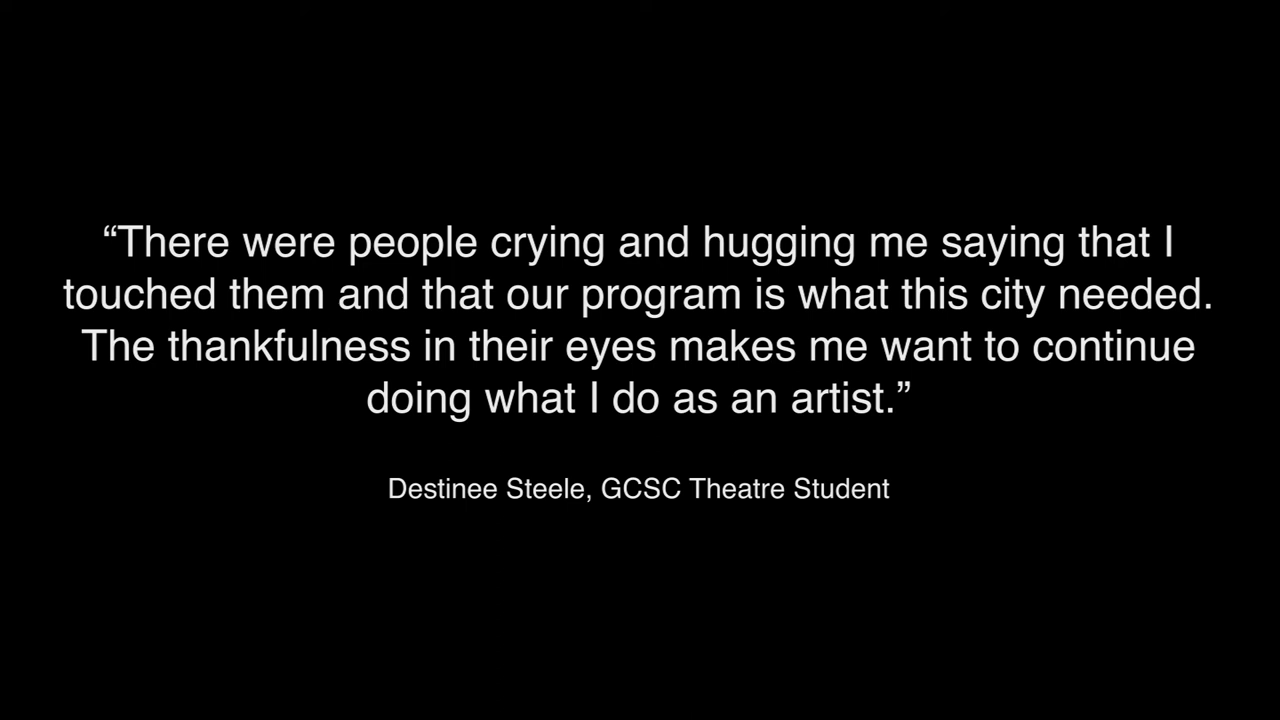 “There were people crying and hugging me saying that I
touched them and that our program is what this city needed.
The thankfulness in their eyes makes me want to continue
doing what I do as an artist.”
Destinee Steele, GCSC Theatre Student